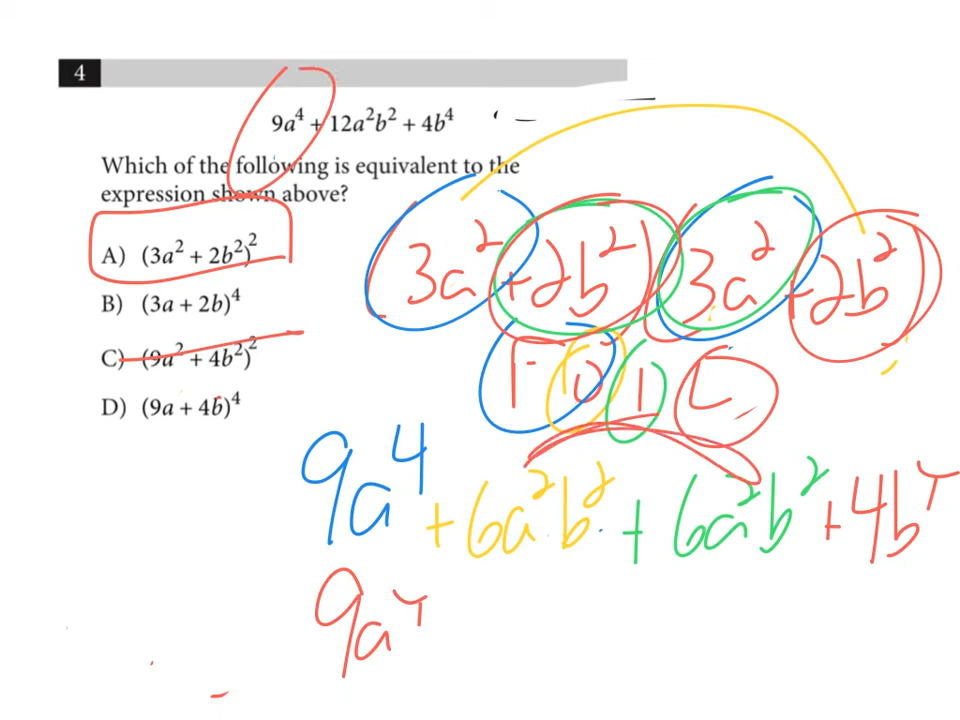 4
9a⁴ + 12a²b² + 4b⁴
Which of the following is equivalent to the
expression shown above?
A) (3a² + 2b²)²
B) (3a + 2b)⁴
C) (9a² + 4b²)²
D) (9a + 4b)⁴
(3a² + 2b²)(3a² + 2b²)
F O I L
9a⁴ + 6a²b² + 6a²b² + 4b⁴
9a⁴